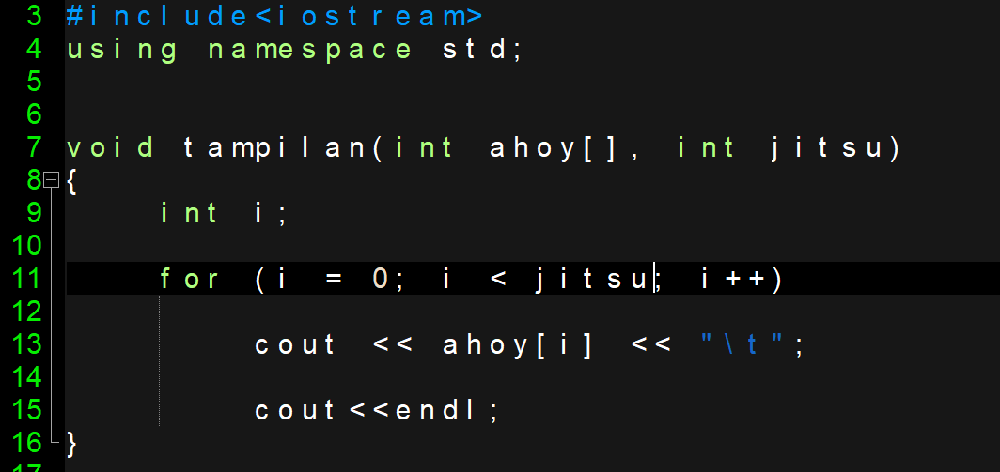 3 #include<iostream>
4 using namespace std;
5
6
7 void tampilan(int ahoy[], int jitsu)
8 {
9 int i;
10
11 for (i = 0; i < jitsu; i++)
12
13 cout << ahoy[i] << "\t";
14
15 cout<<endl;
16 }
17